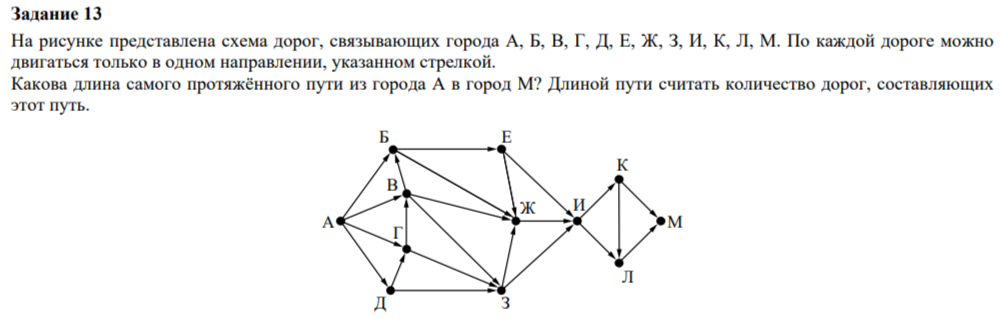 Задание 13
На рисунке представлена схема дорог, связывающих города А, Б, В, Г, Д, Е, Ж, З, И, К, Л, М. По каждой дороге можно
двигаться только в одном направлении, указанном стрелкой.
Какова длина самого протяжённого пути из города А в город М? Длиной пути считать количество дорог, составляющих
этот путь.
Б
Е
К
В
Ж
И
А
М
Г
Л
Д
З